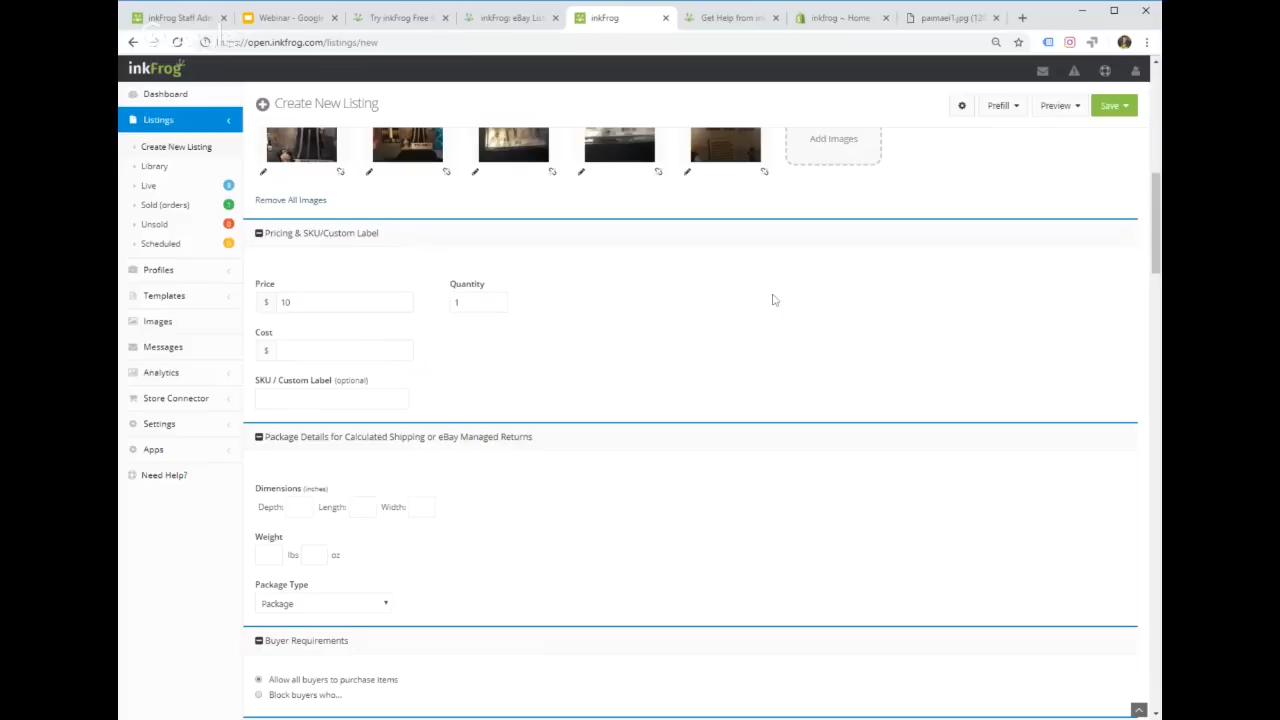 inkFrog Staff Adm
Webinar - Google
Try inkFrog Free
inkFrog: eBay List
inkFrog
Get Help from in
inkfrog ~ Home
paimaei1.jpg (12
https://open.inkfrog.com/listings/new
inkFrog
Dashboard
Listings
Create New Listing
Library
Live
Sold (orders)
Unsold
Scheduled
Profiles
Templates
Images
Messages
Analytics
Store Connector
Settings
Apps
Need Help?
Create New Listing
Prefill
Preview
Save
Add Images
Remove All Images
Pricing & SKU/Custom Label
Price
Quantity
$ 10
1
Cost
$
SKU / Custom Label (optional)
Package Details for Calculated Shipping or eBay Managed Returns
Dimensions (inches)
Depth: Length: Width:
Weight
lbs oz
Package Type
Package
Buyer Requirements
Allow all buyers to purchase items
Block buyers who...